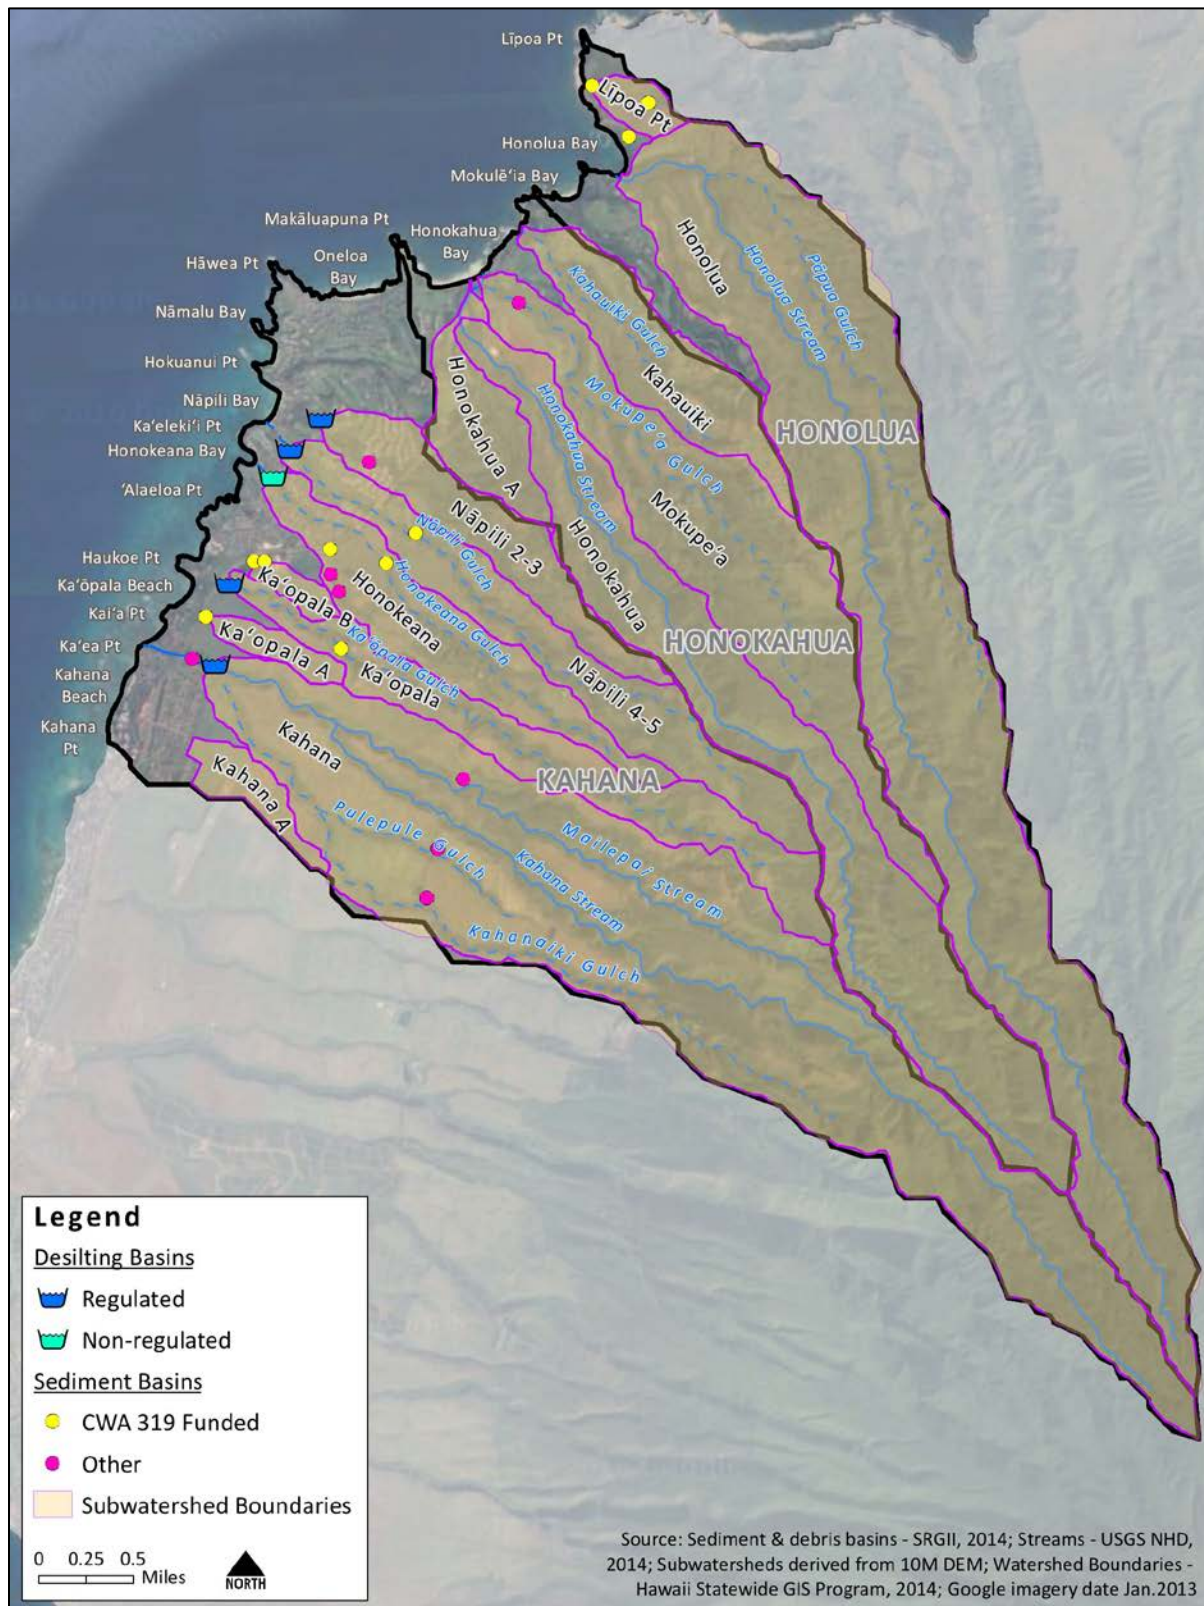 Līpoa Pt
Līpoa Pt
Honolua Bay
Mokulē‘ia Bay
Makāluapuna Pt
Honokahua
Bay
Hāwea Pt
Oneloa
Bay
Nāmalu Bay
Hokuanui Pt
Nāpili Bay
Ka‘eleki‘i Pt
Honokeana Bay
‘Alaeloa Pt
Haukoe Pt
Ka‘ōpala Beach
Kai‘a Pt
Ka‘ea Pt
Kahana
Beach
Kahana
Pt
Honolua
Honolua Stream
Pāpua Gulch
Kahauiki Gulch
Kahauiki
HONOLUA
Mokupe‘a Gulch
Mokupe‘a
Honokahua A
Honokahua Stream
Honokahua
HONOKAHUA
Nāpili 2-3
Nāpili Gulch
Nāpili 4-5
Honokeana Gulch
Honokeana
Ka‘opala B
Ka‘ōpala Gulch
Ka‘opala A
Ka‘opala
KAHANA
Kahana
Kahana A
Pulepule Gulch
Mailepai Stream
Kahana Stream
Kahanaiki Gulch
Legend
Desilting Basins
Regulated
Non-regulated
Sediment Basins
CWA 319 Funded
Other
Subwatershed Boundaries
0 0.25 0.5
Miles
NORTH
Source: Sediment & debris basins - SRGII, 2014; Streams - USGS NHD,
2014; Subwatersheds derived from 10M DEM; Watershed Boundaries -
Hawaii Statewide GIS Program, 2014; Google imagery date Jan.2013